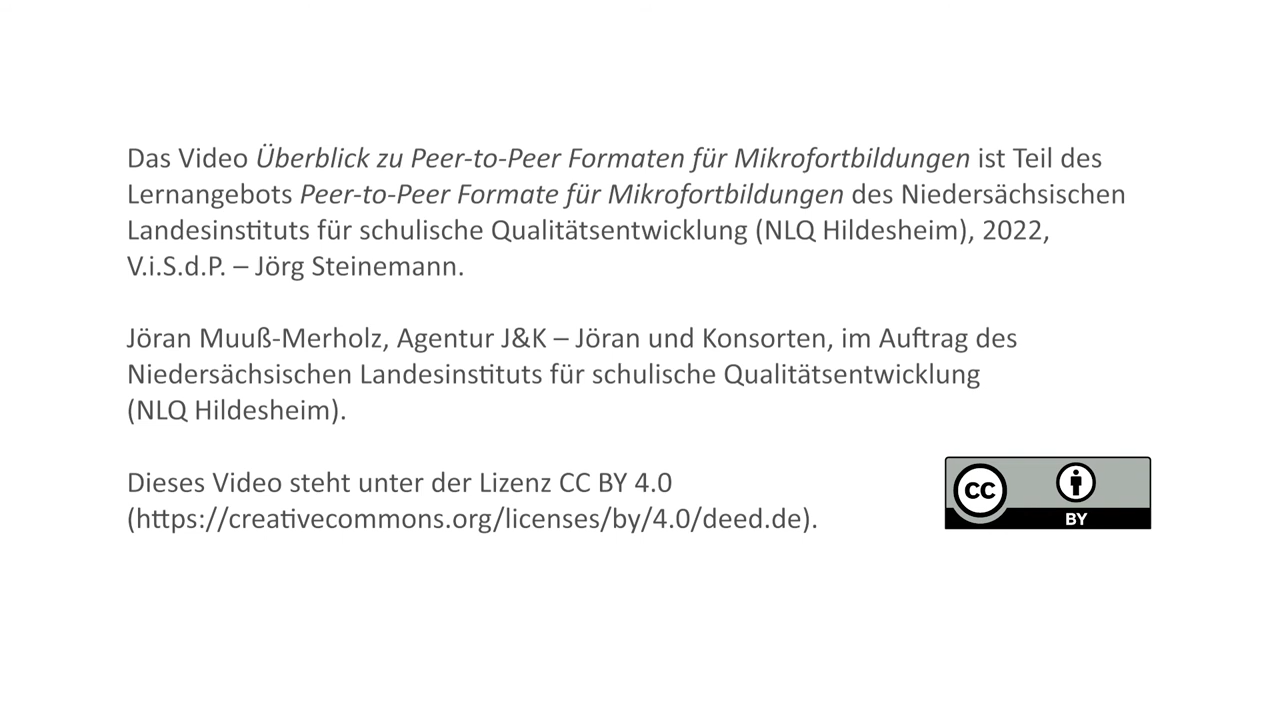 Das Video Überblick zu Peer-to-Peer Formaten für Mikrofortbildungen ist Teil des
Lernangebots Peer-to-Peer Formate für Mikrofortbildungen des Niedersächsischen
Landesinstituts für schulische Qualitätsentwicklung (NLQ Hildesheim), 2022,
V.i.S.d.P. – Jörg Steinemann.
Jöran Muuß-Merholz, Agentur J&K – Jöran und Konsorten, im Auftrag des
Niedersächsischen Landesinstituts für schulische Qualitätsentwicklung
(NLQ Hildesheim).
Dieses Video steht unter der Lizenz CC BY 4.0
(https://creativecommons.org/licenses/by/4.0/deed.de).
CC
BY